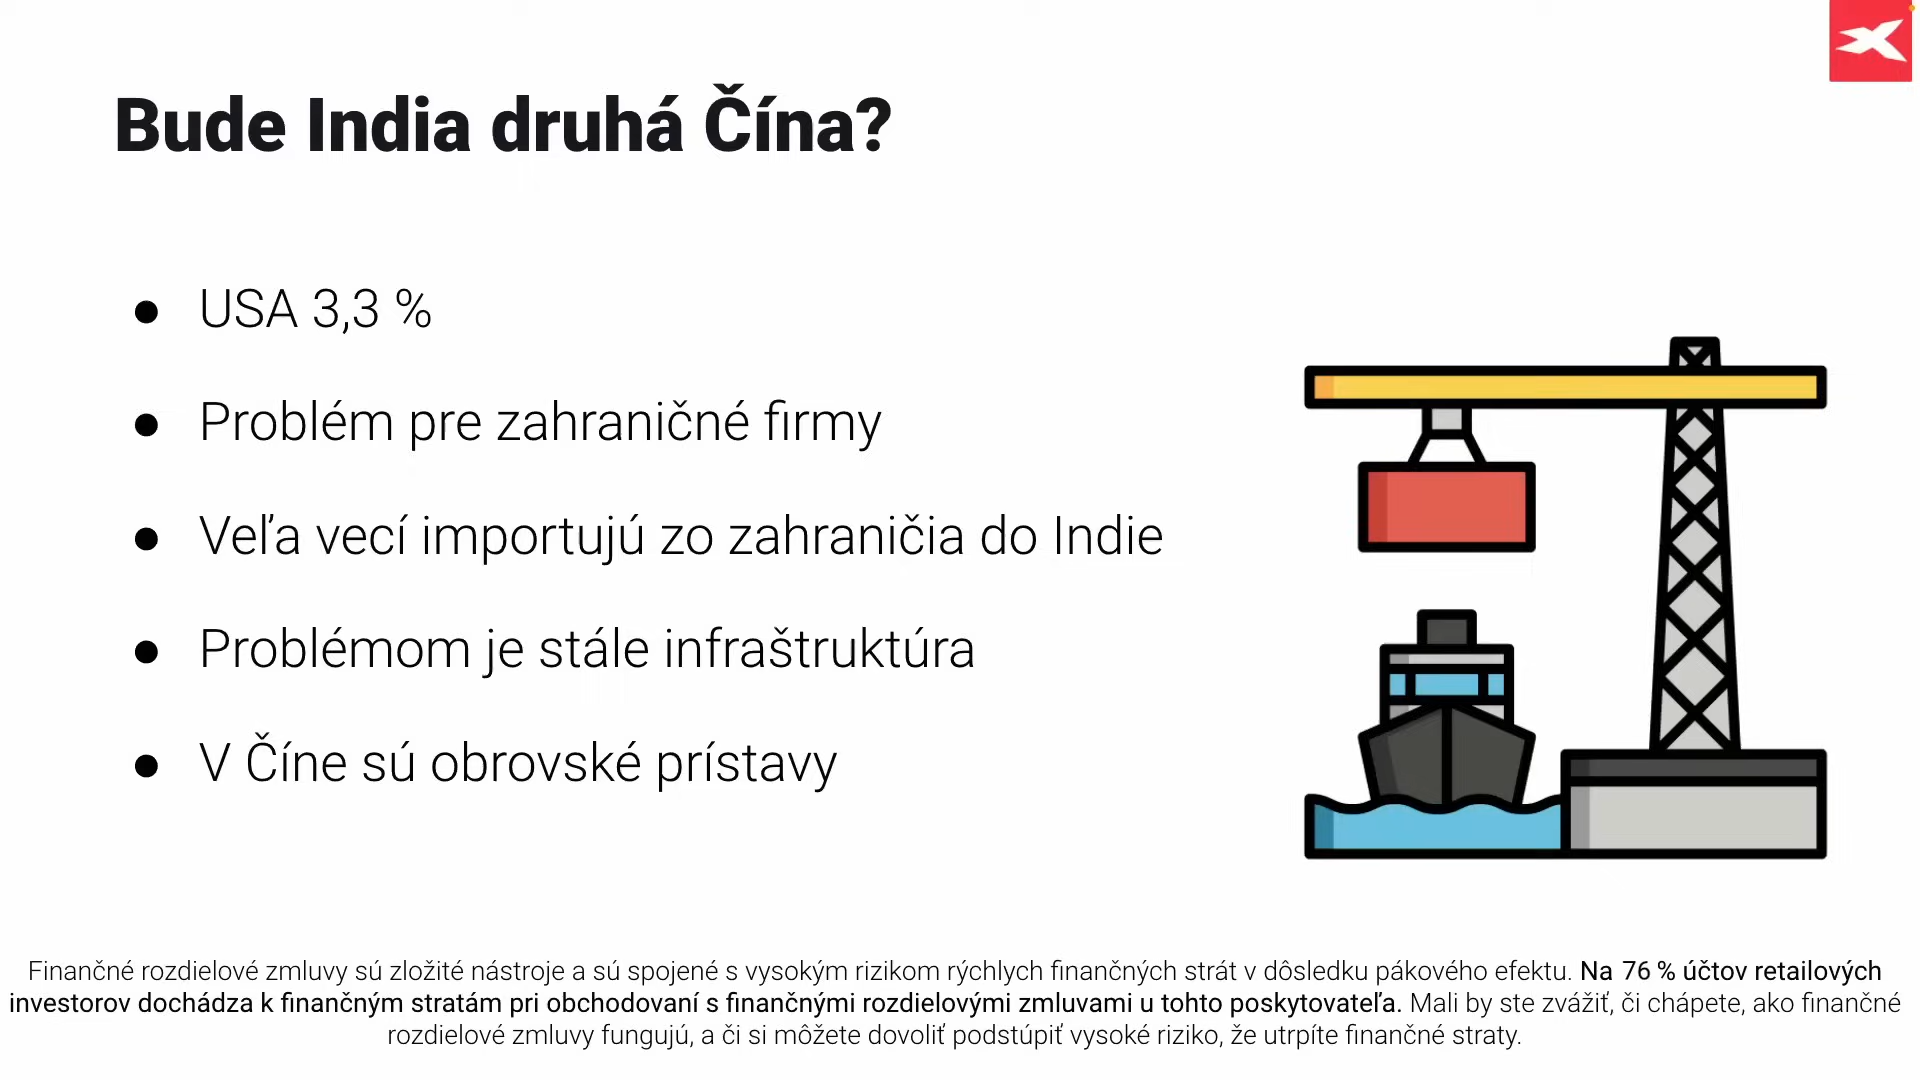 Bude India druhá Čína?
● USA 3,3 %
● Problém pre zahraničné firmy
● Veľa vecí importujú zo zahraničia do Indie
● Problémom je stále infraštruktúra
● V Číne sú obrovské prístavy
Finančné rozdielové zmluvy sú zložité nástroje a sú spojené s vysokým rizikom rýchlych finančných strát v dôsledku pákového efektu. Na 76 % účtov retailových
investorov dochádza k finančným stratám pri obchodovaní s finančnými rozdielovými zmluvami u tohto poskytovateľa. Mali by ste zvážiť, či chápete, ako finančné
rozdielové zmluvy fungujú, a či si môžete dovoliť podstúpiť vysoké riziko, že utrpíte finančné straty.